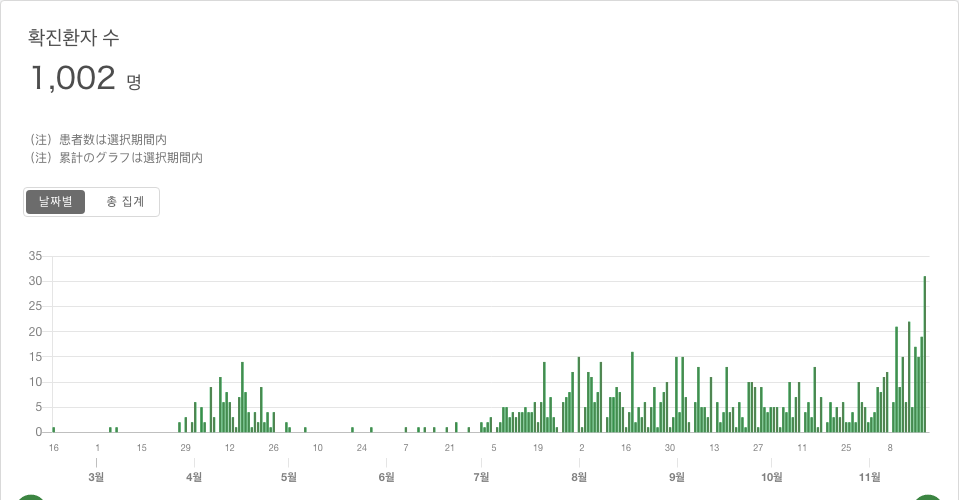 확진환자 수
1,002 명
（注）患者数は選択期間内
（注）累計のグラフは選択期間内
날짜별 총 집계
35
30
25
20
15
10
5
0
16 1 15 29 12 26 10 24 7 21 5 19 2 16 30 13 27 11 25 8
3월 4월 5월 6월 7월 8월 9월 10월 11월